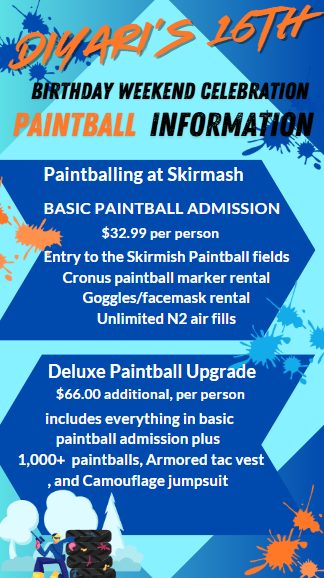 DIYARI'S 16TH
BIRTHDAY WEEKEND CELEBRATION
PAINTBALL INFORMATION
Paintballing at Skirmash
BASIC PAINTBALL ADMISSION
$32.99 per person
Entry to the Skirmish Paintball fields
Cronus paintball marker rental
Goggles/facemask rental
Unlimited N2 air fills
Deluxe Paintball Upgrade
$66.00 additional, per person
includes everything in basic
paintball admission plus
1,000+ paintballs, Armored tac vest
, and Camouflage jumpsuit